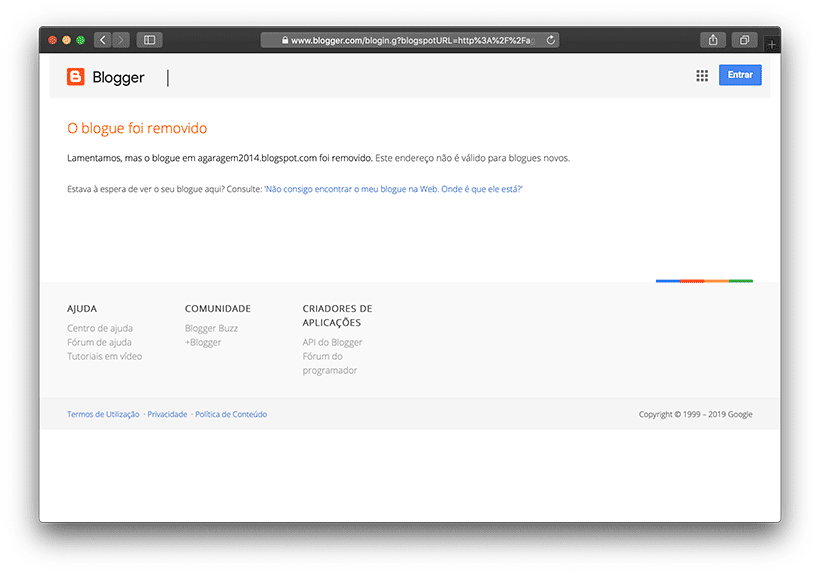 www.blogger.com/blogin.g?blogspotURL=http%3A%2F%2Fa
Blogger
Entrar
O blogue foi removido
Lamentamos, mas o blogue em agaragem2014.blogspot.com foi removido. Este endereço não é válido para blogues novos.
Estava à espera de ver o seu blogue aqui? Consulte: 'Não consigo encontrar o meu blogue na Web. Onde é que ele está?'
AJUDA
Centro de ajuda
Fórum de ajuda
Tutoriais em vídeo
COMUNIDADE
Blogger Buzz
+Blogger
CRIADORES DE
APLICAÇÕES
API do Blogger
Fórum do
programador
Termos de Utilização · Privacidade · Política de Conteúdo
Copyright © 1999 – 2019 Google